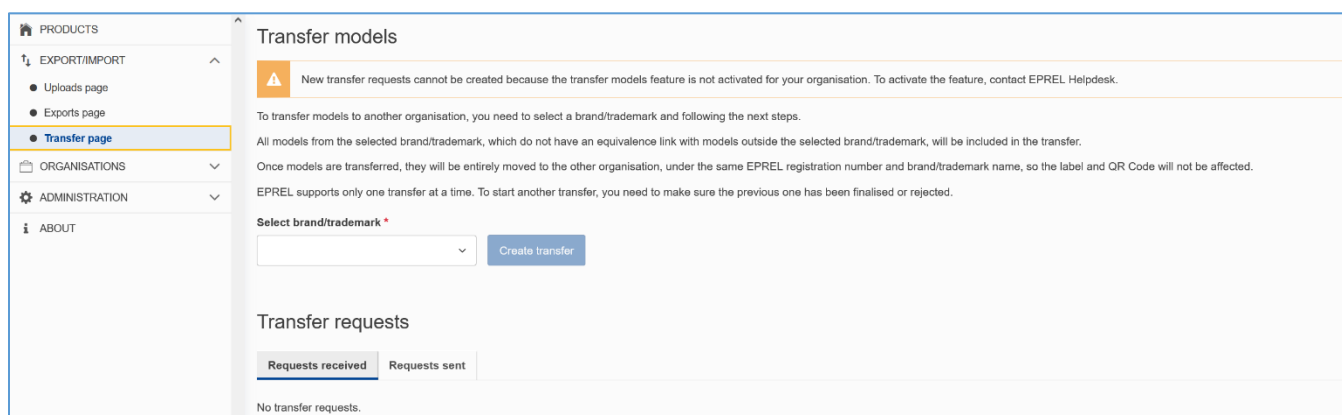 PRODUCTS
EXPORT/IMPORT
Uploads page
Exports page
Transfer page
ORGANISATIONS
ADMINISTRATION
ABOUT
Transfer models
New transfer requests cannot be created because the transfer models feature is not activated for your organisation. To activate the feature, contact EPREL Helpdesk.
To transfer models to another organisation, you need to select a brand/trademark and following the next steps.
All models from the selected brand/trademark, which do not have an equivalence link with models outside the selected brand/trademark, will be included in the transfer.
Once models are transferred, they will be entirely moved to the other organisation, under the same EPREL registration number and brand/trademark name, so the label and QR Code will not be affected.
EPREL supports only one transfer at a time. To start another transfer, you need to make sure the previous one has been finalised or rejected.
Select brand/trademark *
Create transfer
Transfer requests
Requests received Requests sent
No transfer requests.